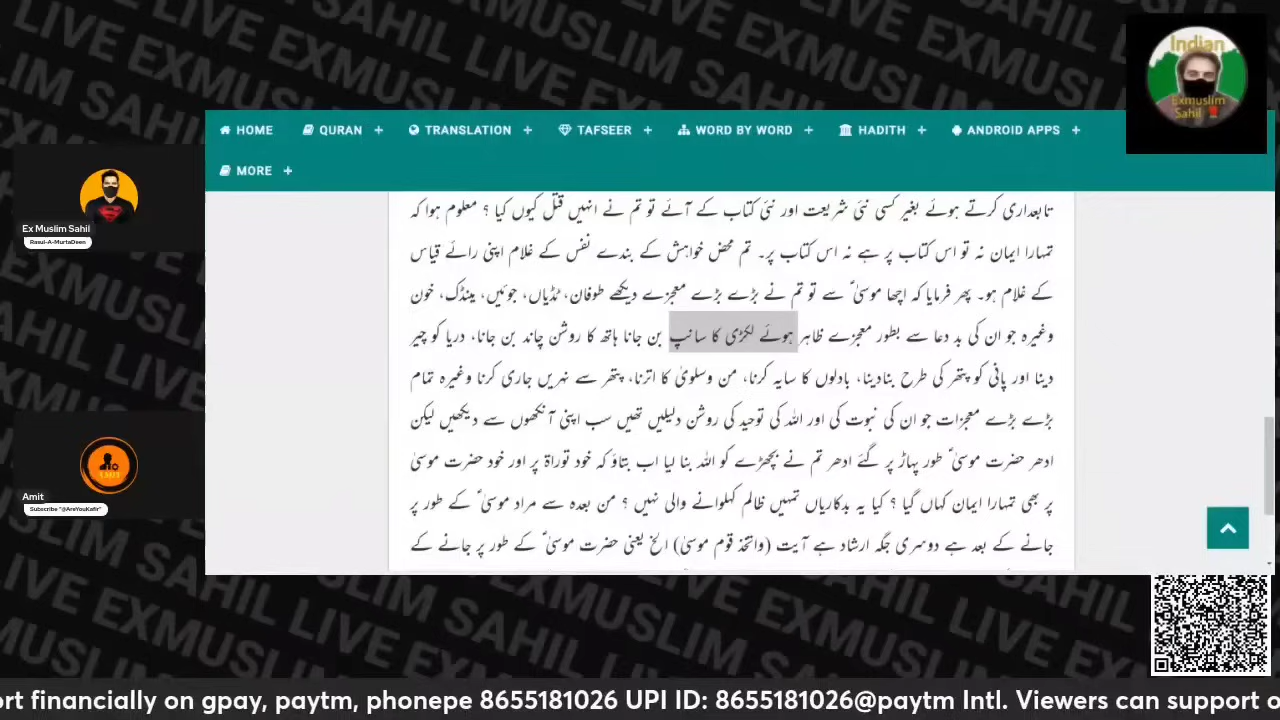 LIVE EXMUSLIM SAHIL LIVE EXMUSLIM SAHIL
Indian
Exmuslim
Sahil
HOME
QURAN +
TRANSLATION +
TAFSEER +
WORD BY WORD +
HADITH +
ANDROID APPS +
MORE +
Ex Muslim Sahil
Rasul-A-MurtaDeen
تابعداری کرتے ہوئے بغیر کسی نئی شریعت اور نئی کتاب کے آئے تو تم نے انہیں قتل کیوں کیا ؟ معلوم ہوا کہ
تمہارا ایمان نہ تو اس کتاب پر ہے نہ اس کتاب پر۔ تم محض خواہش کے بندے نفس کے غلام اپنی رائے قیاس
کے غلام ہو۔ پھر فرمایا کہ اچھا موسیٰ ؑ سے تو تم نے بڑے بڑے معجزے دیکھے طوفان، ٹڈیاں، جوئیں، مینڈک، خون
وغیرہ جو ان کی بد دعا سے بطور معجزے ظاہر ہوئے لکڑی کا سانپ بن جانا ہاتھ کا روشن چاند بن جانا، دریا کو چیر
دینا اور پانی کو پتھر کی طرح بنادینا، بادلوں کا سایہ کرنا، من وسلویٰ کا اترنا، پتھر سے نہریں جاری کرنا وغیرہ تمام
بڑے بڑے معجزات جو ان کی نبوت کی اور اللہ کی توحید کی روشن دلیلیں تھیں سب اپنی آنکھوں سے دیکھیں لیکن
ادھر حضرت موسیٰ ؑ طور پہاڑ پر گئے ادھر تم نے بچھڑے کو اللہ بنا لیا اب بتاؤ کہ خود توراۃ پر اور خود حضرت موسیٰ
پر بھی تمہارا ایمان کہاں گیا ؟ کیا یہ بدکاریاں تمہیں ظالم کہلوانے والی نہیں ؟ من بعدہ سے مراد موسیٰ ؑ کے طور پر
جانے کے بعد ہے دوسری جگہ ارشاد ہے آیت (واتخذ قوم موسیٰ) الخ یعنی حضرت موسیٰ ؑ کے طور پر جانے کے
Amit
Subscribe "@AreYouKafir"
rt financially on gpay, paytm, phonepe 8655181026 UPI ID: 8655181026@paytm Intl. Viewers can support